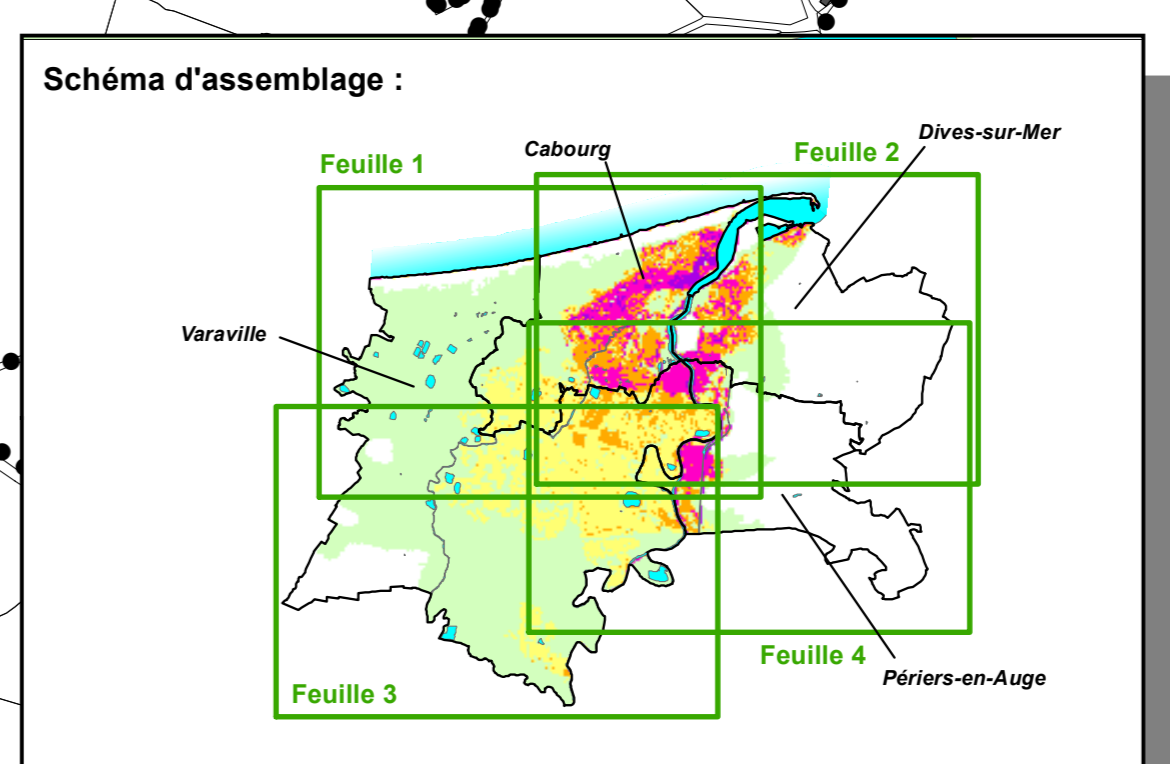 Schéma d'assemblage :
Dives-sur-Mer
Cabourg
Feuille 2
Feuille 1
Varaville
Feuille 4
Périers-en-Auge
Feuille 3